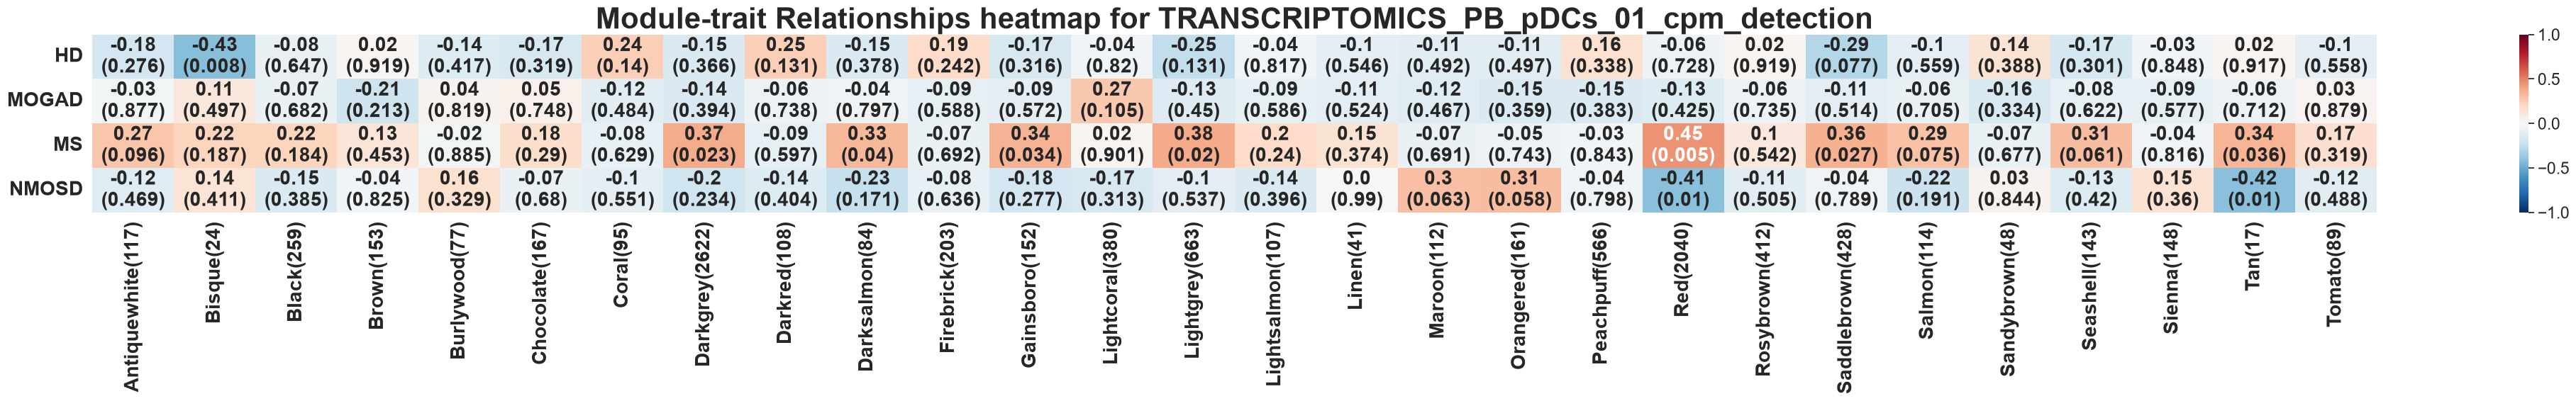 Module-trait Relationships heatmap for TRANSCRIPTOMICS_PB_pDCs_01_cpm_detection
HD -0.18 -0.43 -0.08 0.02 -0.14 -0.17 0.24 -0.15 0.25 -0.15 0.19 -0.17 -0.04 -0.25 -0.04 -0.1 -0.11 -0.11 0.16 -0.06 0.02 -0.29 -0.1 0.14 -0.17 -0.03 0.02 -0.1
(0.276) (0.008) (0.647) (0.919) (0.417) (0.319) (0.14) (0.366) (0.131) (0.378) (0.242) (0.316) (0.82) (0.131) (0.817) (0.546) (0.492) (0.497) (0.338) (0.728) (0.919) (0.077) (0.559) (0.388) (0.301) (0.848) (0.917) (0.558)
MOGAD -0.03 0.11 -0.07 -0.21 0.04 0.05 -0.12 -0.14 -0.06 -0.04 -0.09 -0.09 0.27 -0.13 -0.09 -0.11 -0.12 -0.15 -0.15 -0.13 -0.06 -0.11 -0.06 -0.16 -0.08 -0.09 -0.06 0.03
(0.877) (0.497) (0.682) (0.213) (0.819) (0.748) (0.484) (0.394) (0.738) (0.797) (0.588) (0.572) (0.105) (0.45) (0.586) (0.524) (0.467) (0.359) (0.383) (0.425) (0.735) (0.514) (0.705) (0.334) (0.622) (0.577) (0.712) (0.879)
MS 0.27 0.22 0.22 0.13 -0.02 0.18 -0.08 0.37 -0.09 0.33 -0.07 0.34 0.02 0.38 0.2 0.15 -0.07 -0.05 -0.03 0.45 0.1 0.36 0.29 -0.07 0.31 -0.04 0.34 0.17
(0.096) (0.187) (0.184) (0.453) (0.885) (0.29) (0.629) (0.023) (0.597) (0.04) (0.692) (0.034) (0.901) (0.02) (0.24) (0.374) (0.691) (0.743) (0.843) (0.005) (0.542) (0.027) (0.075) (0.677) (0.061) (0.816) (0.036) (0.319)
NMOSD -0.12 0.14 -0.15 -0.04 0.16 -0.07 -0.1 -0.2 -0.14 -0.23 -0.08 -0.18 -0.17 -0.1 -0.14 0.0 0.3 0.31 -0.04 -0.41 -0.11 -0.04 -0.22 0.03 -0.13 0.15 -0.42 -0.12
(0.469) (0.411) (0.385) (0.825) (0.329) (0.68) (0.551) (0.234) (0.404) (0.171) (0.636) (0.277) (0.313) (0.537) (0.396) (0.99) (0.063) (0.058) (0.798) (0.01) (0.505) (0.789) (0.191) (0.844) (0.42) (0.36) (0.01) (0.488)
Antiquewhite(117)
Bisque(24)
Black(259)
Brown(153)
Burlywood(77)
Chocolate(167)
Coral(95)
Darkgrey(2622)
Darkred(108)
Darksalmon(84)
Firebrick(203)
Gainsboro(152)
Lightcoral(380)
Lightgrey(663)
Lightsalmon(107)
Linen(41)
Maroon(112)
Orangered(161)
Peachpuff(566)
Red(2040)
Rosybrown(412)
Saddlebrown(428)
Salmon(114)
Sandybrown(48)
Seashell(143)
Sienna(148)
Tan(17)
Tomato(89)
1.0
0.5
0.0
−0.5
−1.0